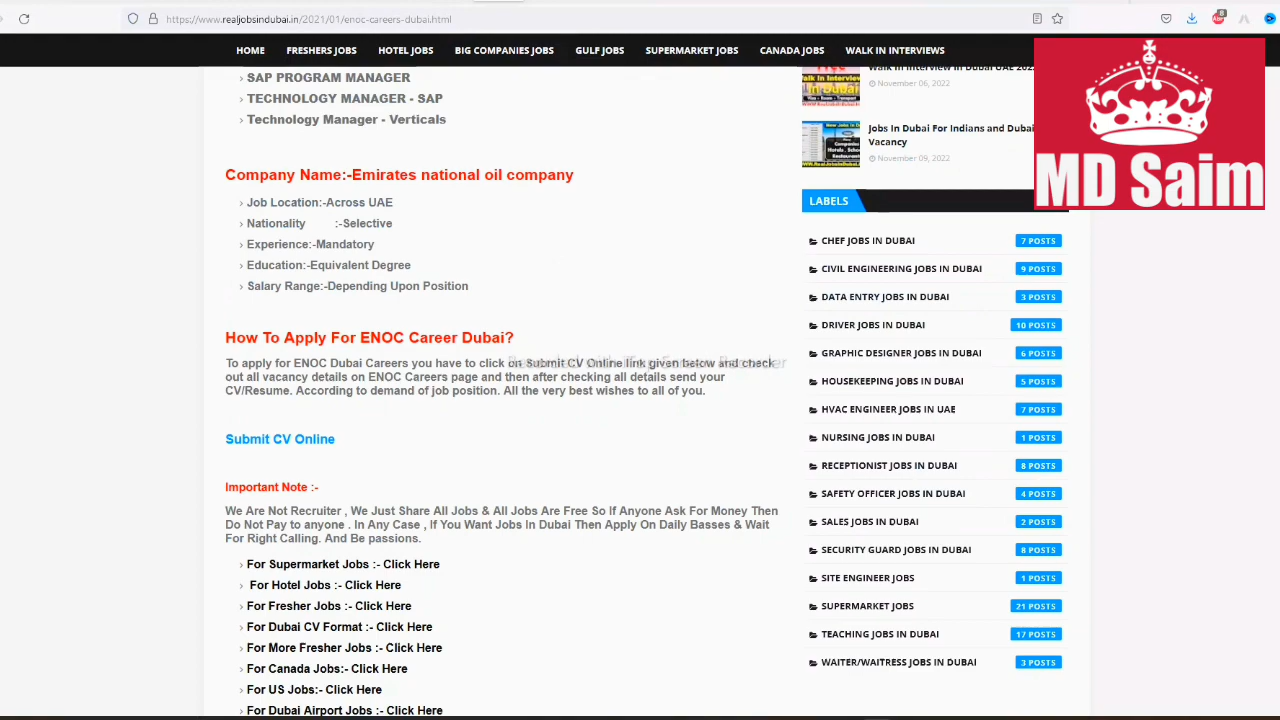 https://www.realjobsindubai.in/2021/01/enoc-careers-dubai.html
HOME FRESHERS JOBS HOTEL JOBS BIG COMPANIES JOBS GULF JOBS SUPERMARKET JOBS CANADA JOBS WALK IN INTERVIEWS
SAP PROGRAM MANAGER
TECHNOLOGY MANAGER - SAP
Technology Manager - Verticals
Company Name:-Emirates national oil company
Job Location:-Across UAE
Nationality :-Selective
Experience:-Mandatory
Education:-Equivalent Degree
Salary Range:-Depending Upon Position
How To Apply For ENOC Career Dubai?
To apply for ENOC Dubai Careers you have to click on Submit CV Online link given below and check
out all vacancy details on ENOC Careers page and then after checking all details send your
CV/Resume. According to demand of job position. All the very best wishes to all of you.
Submit CV Online
Important Note :-
We Are Not Recruiter , We Just Share All Jobs & All Jobs Are Free So If Anyone Ask For Money Then
Do Not Pay to anyone . In Any Case , If You Want Jobs In Dubai Then Apply On Daily Basses & Wait
For Right Calling. And Be passions.
For Supermarket Jobs :- Click Here
For Hotel Jobs :- Click Here
For Fresher Jobs :- Click Here
For Dubai CV Format :- Click Here
For More Fresher Jobs :- Click Here
For Canada Jobs:- Click Here
For US Jobs:- Click Here
For Dubai Airport Jobs :- Click Here
Walk In Interview In Dubai UAE
November 06, 2022
Jobs In Dubai For Indians and Dubai
Vacancy
November 09, 2022
MD Saim
LABELS
CHEF JOBS IN DUBAI 7 POSTS
CIVIL ENGINEERING JOBS IN DUBAI 9 POSTS
DATA ENTRY JOBS IN DUBAI 3 POSTS
DRIVER JOBS IN DUBAI 10 POSTS
GRAPHIC DESIGNER JOBS IN DUBAI 6 POSTS
HOUSEKEEPING JOBS IN DUBAI 5 POSTS
HVAC ENGINEER JOBS IN UAE 7 POSTS
NURSING JOBS IN DUBAI 1 POSTS
RECEPTIONIST JOBS IN DUBAI 8 POSTS
SAFETY OFFICER JOBS IN DUBAI 4 POSTS
SALES JOBS IN DUBAI 2 POSTS
SECURITY GUARD JOBS IN DUBAI 8 POSTS
SITE ENGINEER JOBS 1 POSTS
SUPERMARKET JOBS 21 POSTS
TEACHING JOBS IN DUBAI 17 POSTS
WAITER/WAITRESS JOBS IN DUBAI 3 POSTS